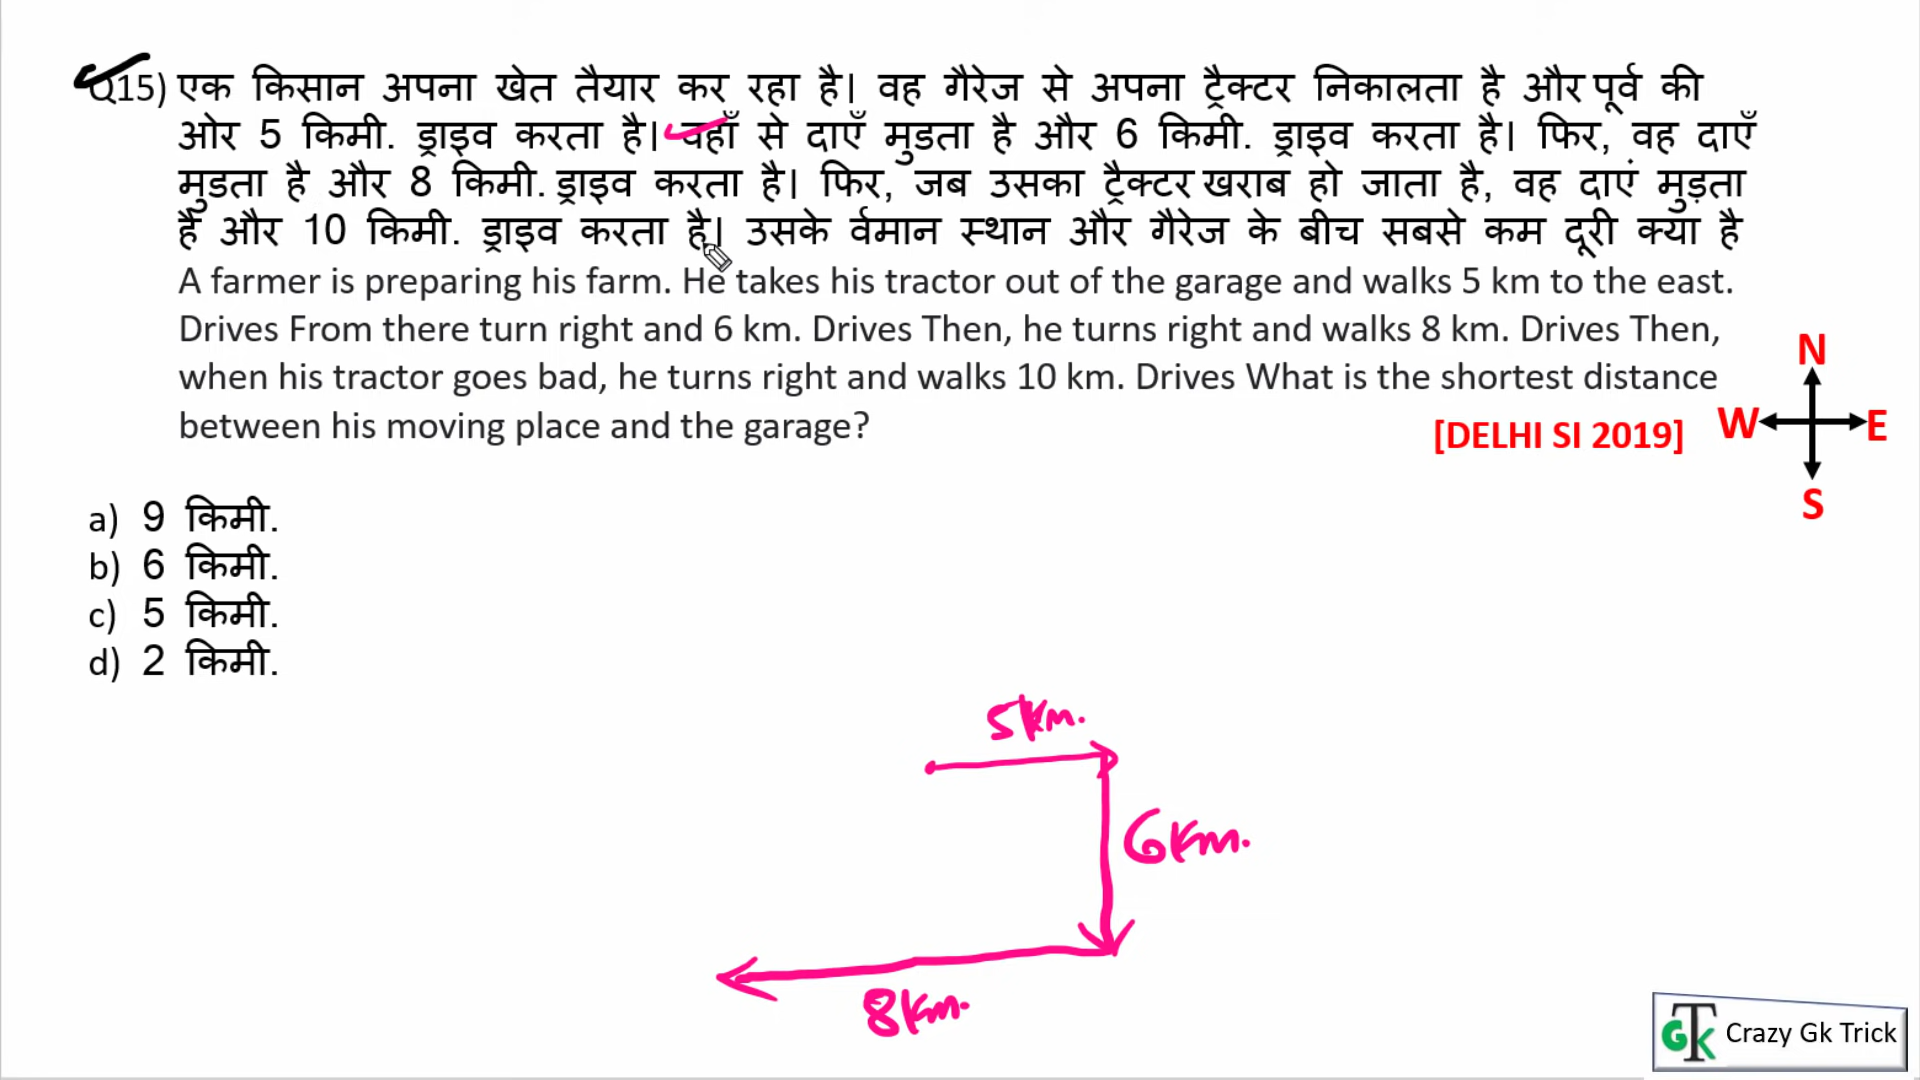 Q15) एक किसान अपना खेत तैयार कर रहा है। वह गैरेज से अपना ट्रैक्टर निकालता है और पूर्व की
ओर 5 किमी. ड्राइव करता है। वहाँ से दाएँ मुडता है और 6 किमी. ड्राइव करता है। फिर, वह दाएँ
मुडता है और 8 किमी. ड्राइव करता है। फिर, जब उसका ट्रैक्टर खराब हो जाता है, वह दाएं मुड़ता
है और 10 किमी. ड्राइव करता है। उसके र्वमान स्थान और गैरेज के बीच सबसे कम दूरी क्या है
A farmer is preparing his farm. He takes his tractor out of the garage and walks 5 km to the east.
Drives From there turn right and 6 km. Drives Then, he turns right and walks 8 km. Drives Then,
when his tractor goes bad, he turns right and walks 10 km. Drives What is the shortest distance
between his moving place and the garage?
[DELHI SI 2019]
N
W E
S
a) 9 किमी.
b) 6 किमी.
c) 5 किमी.
d) 2 किमी.
5km.
6km.
8km.
GTK Crazy Gk Trick